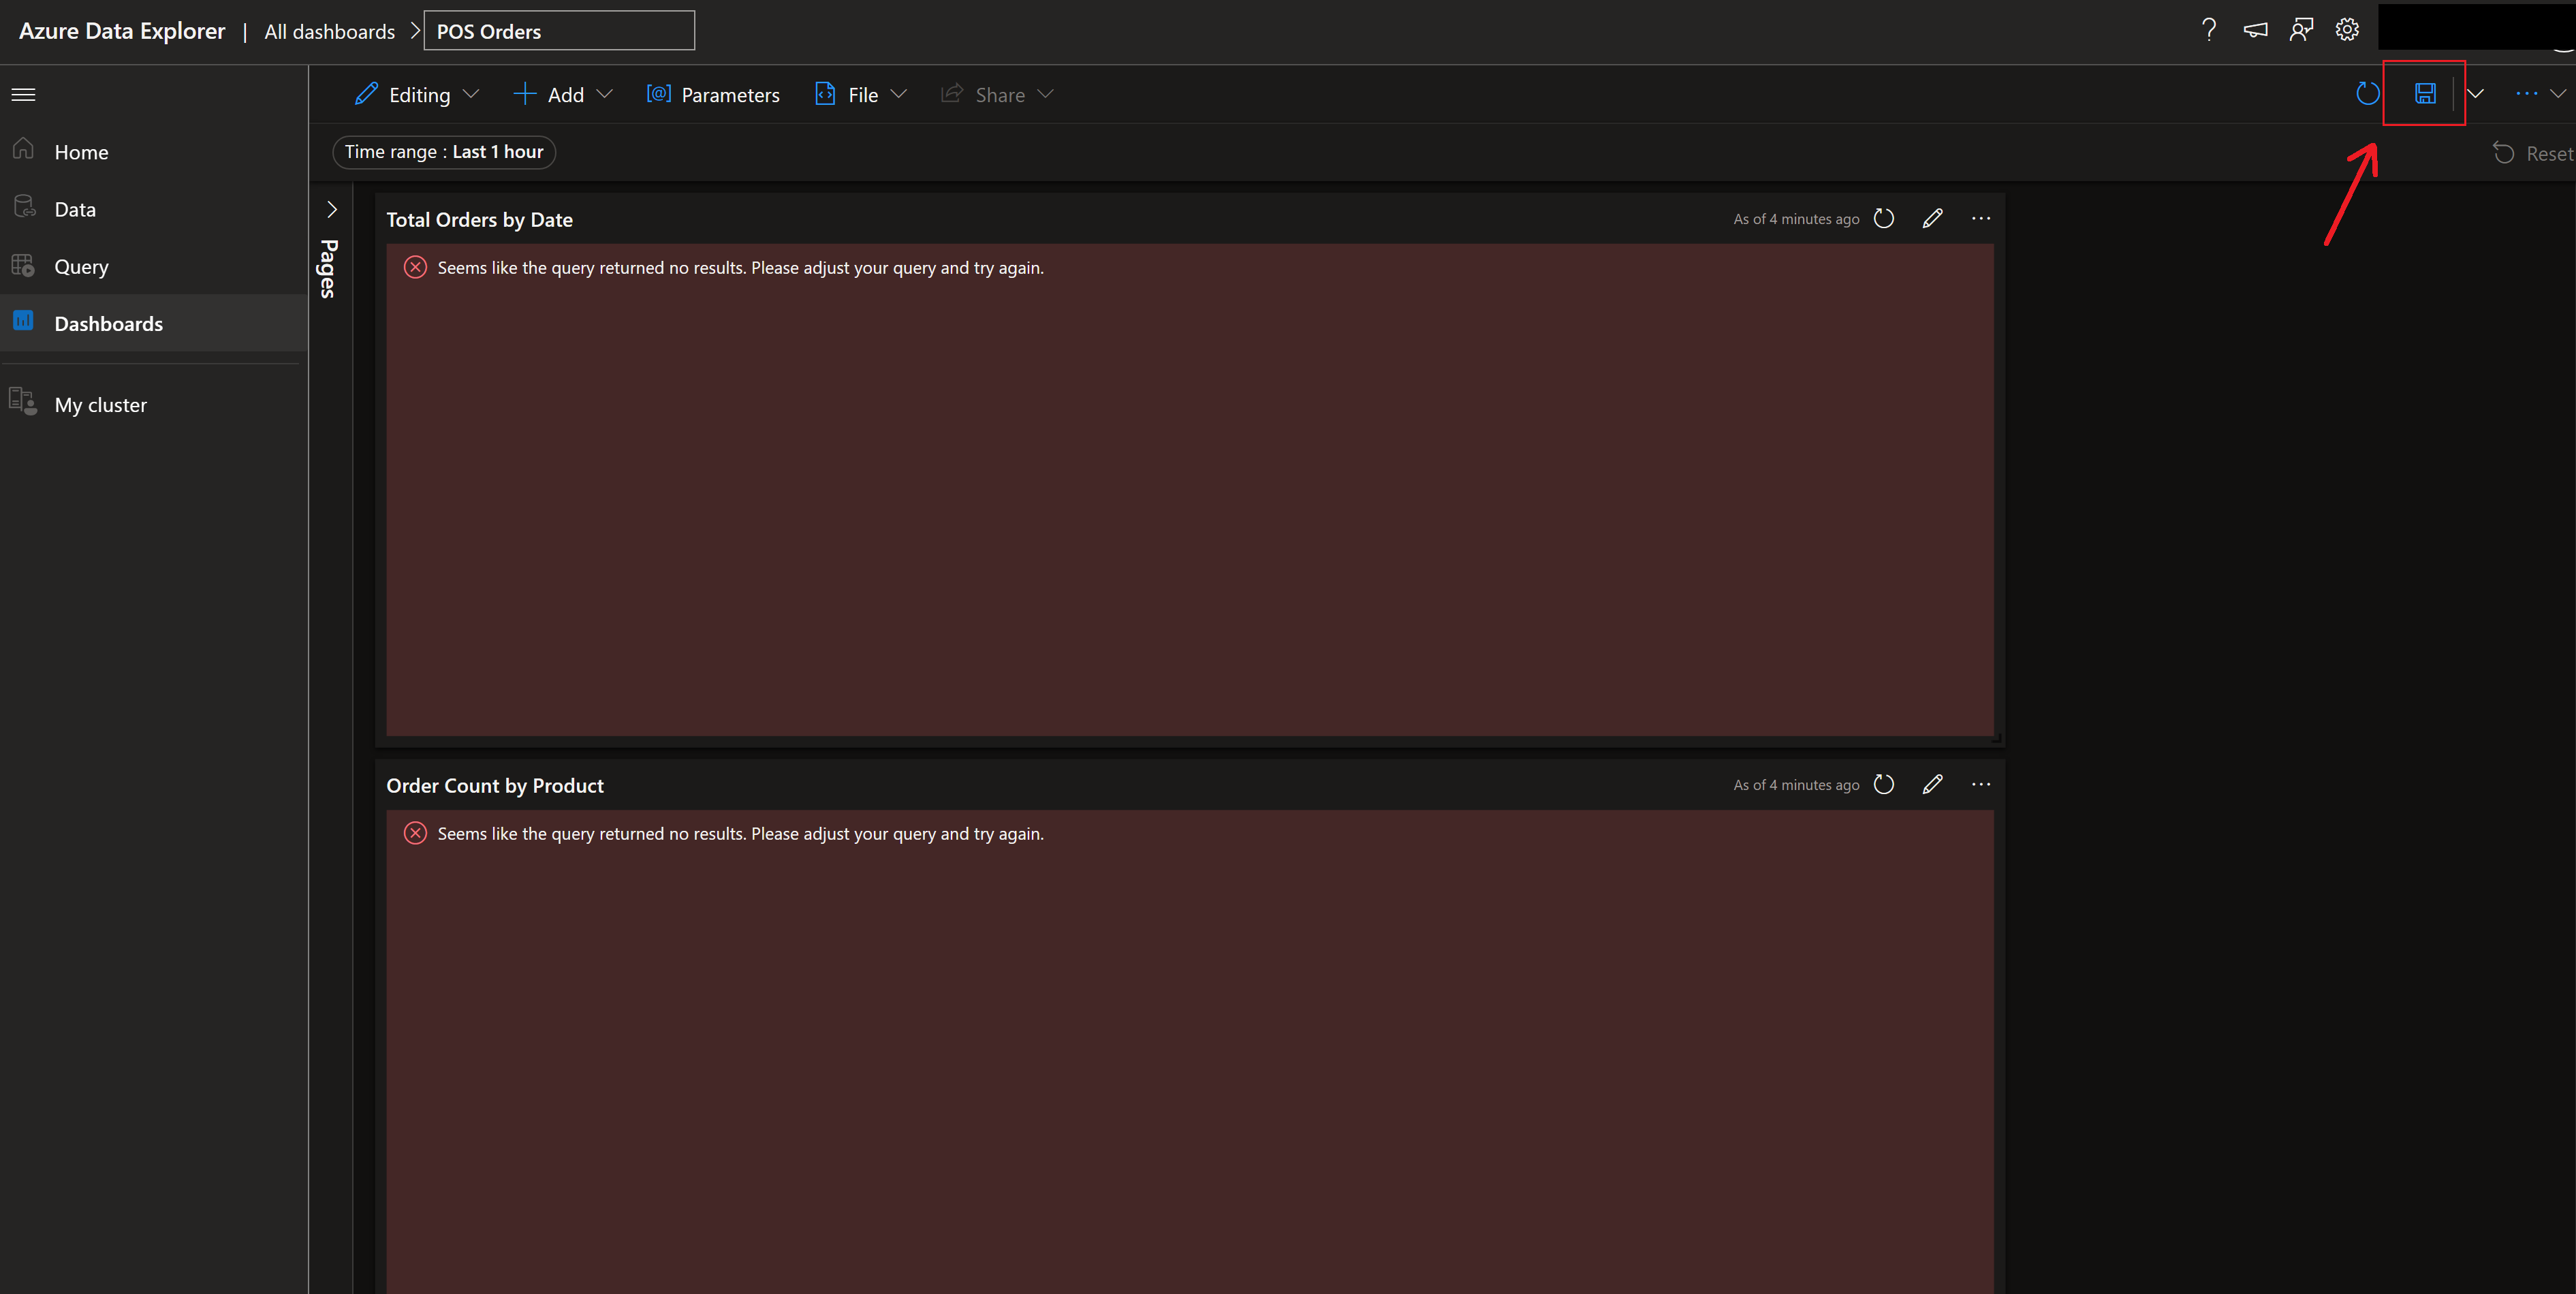 Azure Data Explorer | All dashboards > POS Orders
Editing Add Parameters File Share
Home
Time range : Last 1 hour
Reset
Data
Query
Dashboards
My cluster
Pages
Total Orders by Date
As of 4 minutes ago
Seems like the query returned no results. Please adjust your query and try again.
Order Count by Product
As of 4 minutes ago
Seems like the query returned no results. Please adjust your query and try again.